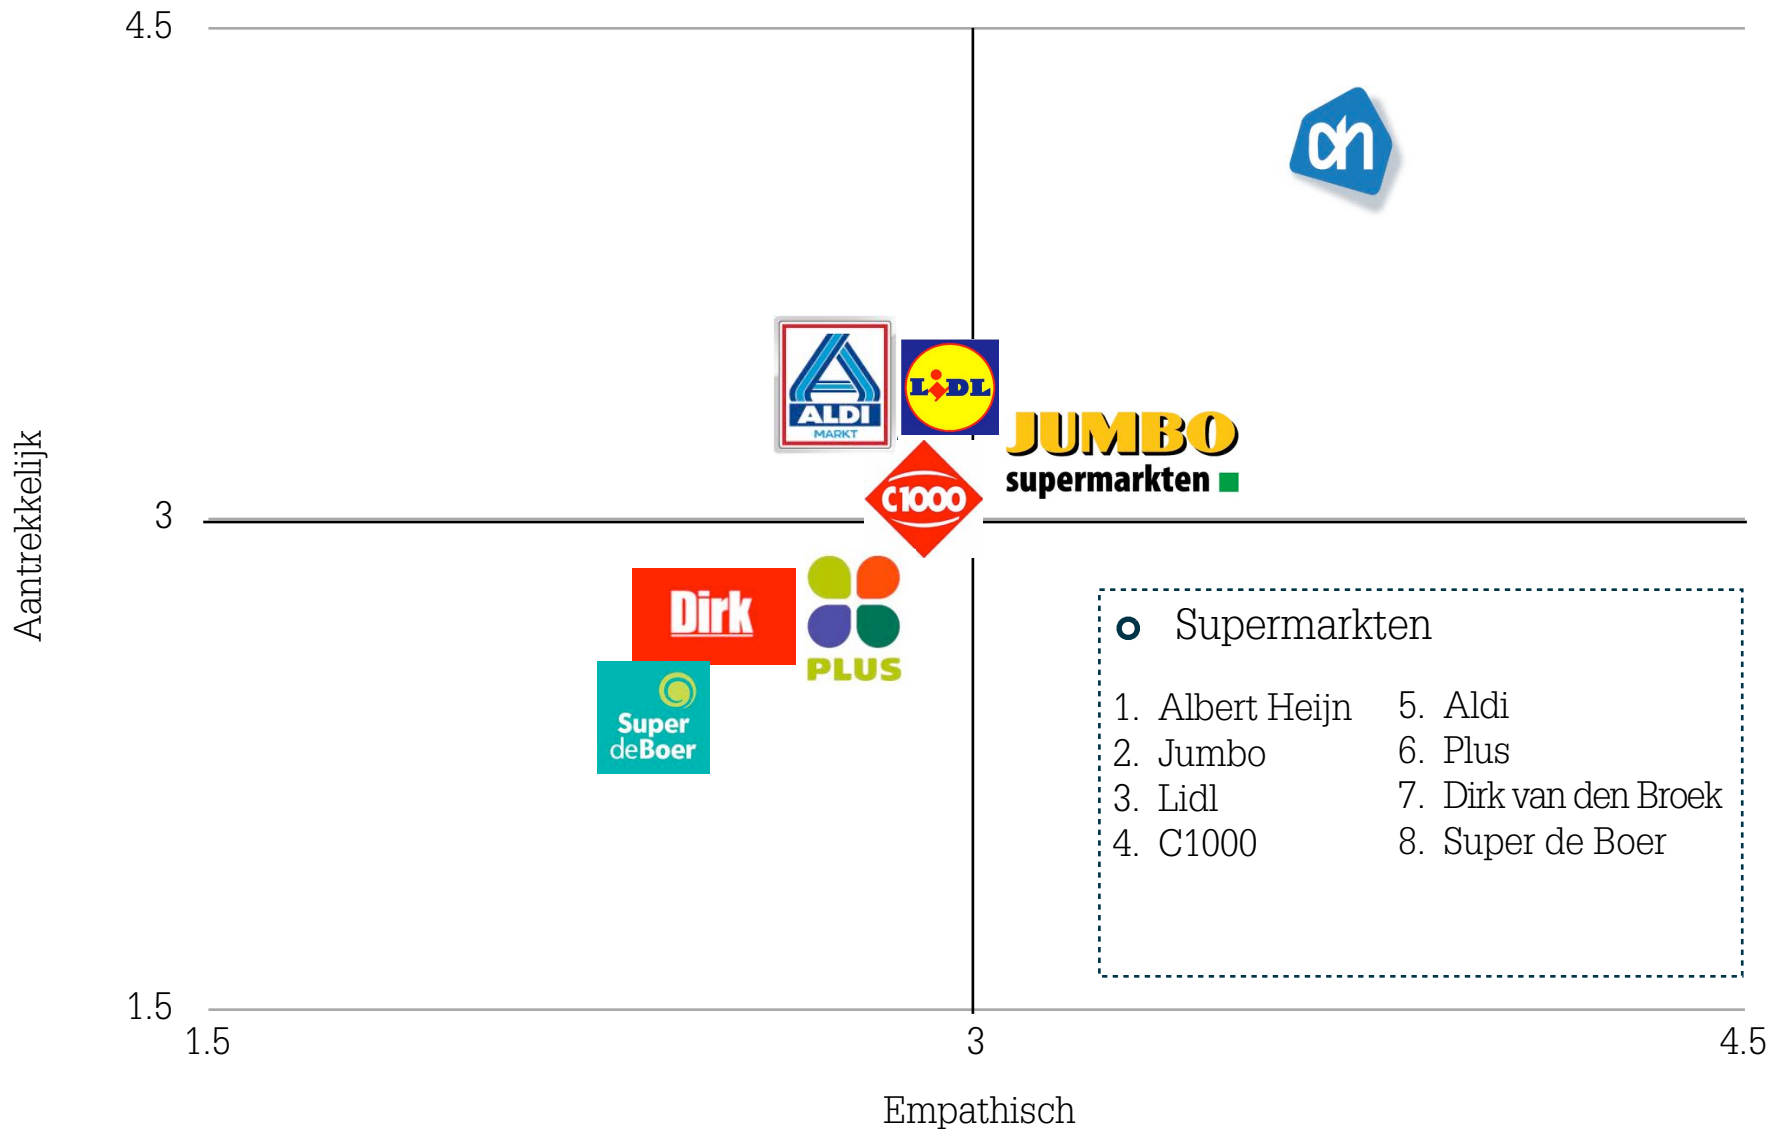 4.5
ah
ALDI
MARKT
LIDL
JUMBO
supermarkten
C1000
3
Aantrekkelijk
Dirk
PLUS
Super
deBoer
Supermarkten
1. Albert Heijn
2. Jumbo
3. Lidl
4. C1000
5. Aldi
6. Plus
7. Dirk van den Broek
8. Super de Boer
1.5
1.5
3
4.5
Empathisch